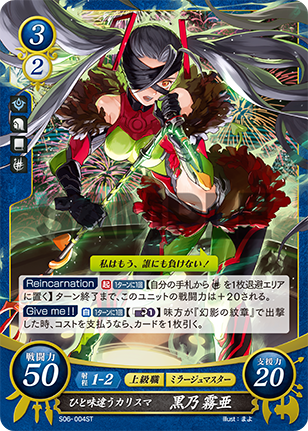 3
2
私はもう、誰にも負けない！
Reincarnation 起 1ターンに1回 【自分の手札から を1枚退避エリア
に置く】ターン終了まで、このユニットの戦闘力は＋20される。
Give me!! 自 1ターンに1回 【 1】味方が『幻影の紋章』で出撃
した時、コストを支払うなら、カードを1枚引く。
戦闘力
50
射程 1-2
上級職
ミラージュマスター
支援力
20
ひと味違うカリスマ 黒乃霧亜
S06-004ST
Illust：まよ